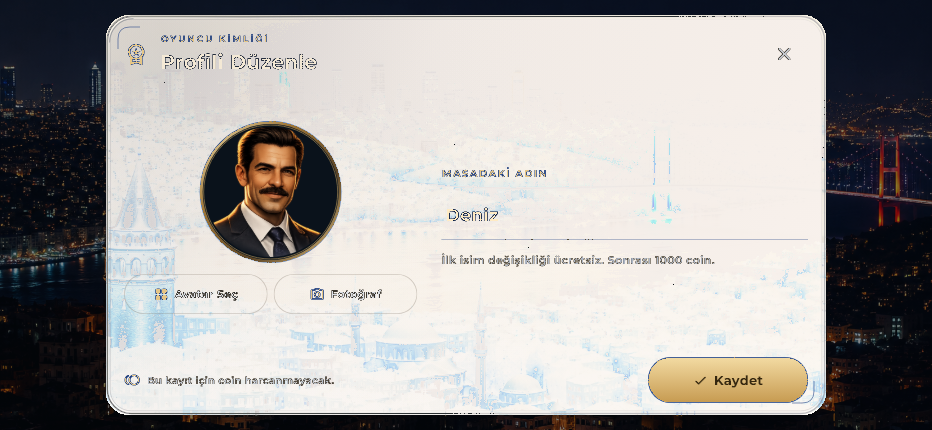 OYUNCU KİMLİĞİ
Profili Düzenle
MASADAKİ ADIN
Deniz
İlk isim değişikliği ücretsiz. Sonrası 1000 coin.
Avatar Seç
Fotoğraf
Bu kayıt için coin harcanmayacak.
Kaydet